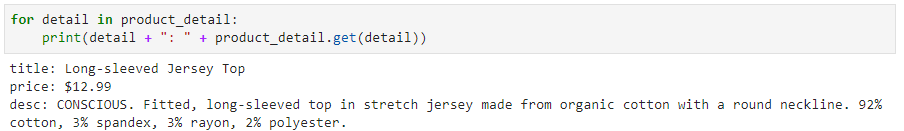 for detail in product_detail:
    print(detail + ": " + product_detail.get(detail))
title: Long-sleeved Jersey Top
price: $12.99
desc: CONSCIOUS. Fitted, long-sleeved top in stretch jersey made from organic cotton with a round neckline. 92%
cotton, 3% spandex, 3% rayon, 2% polyester.